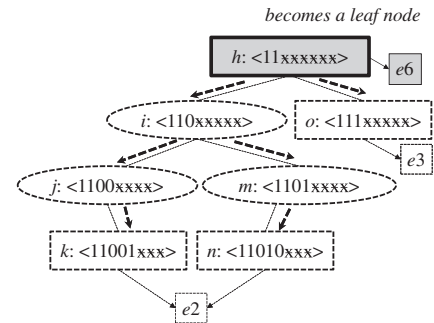 becomes a leaf node
h: <11xxxxxx>
e6
i: <110xxxxx>
o: <111xxxxx>
e3
j: <1100xxxx>
m: <1101xxxx>
k: <11001xxx>
n: <11010xxx>
e2